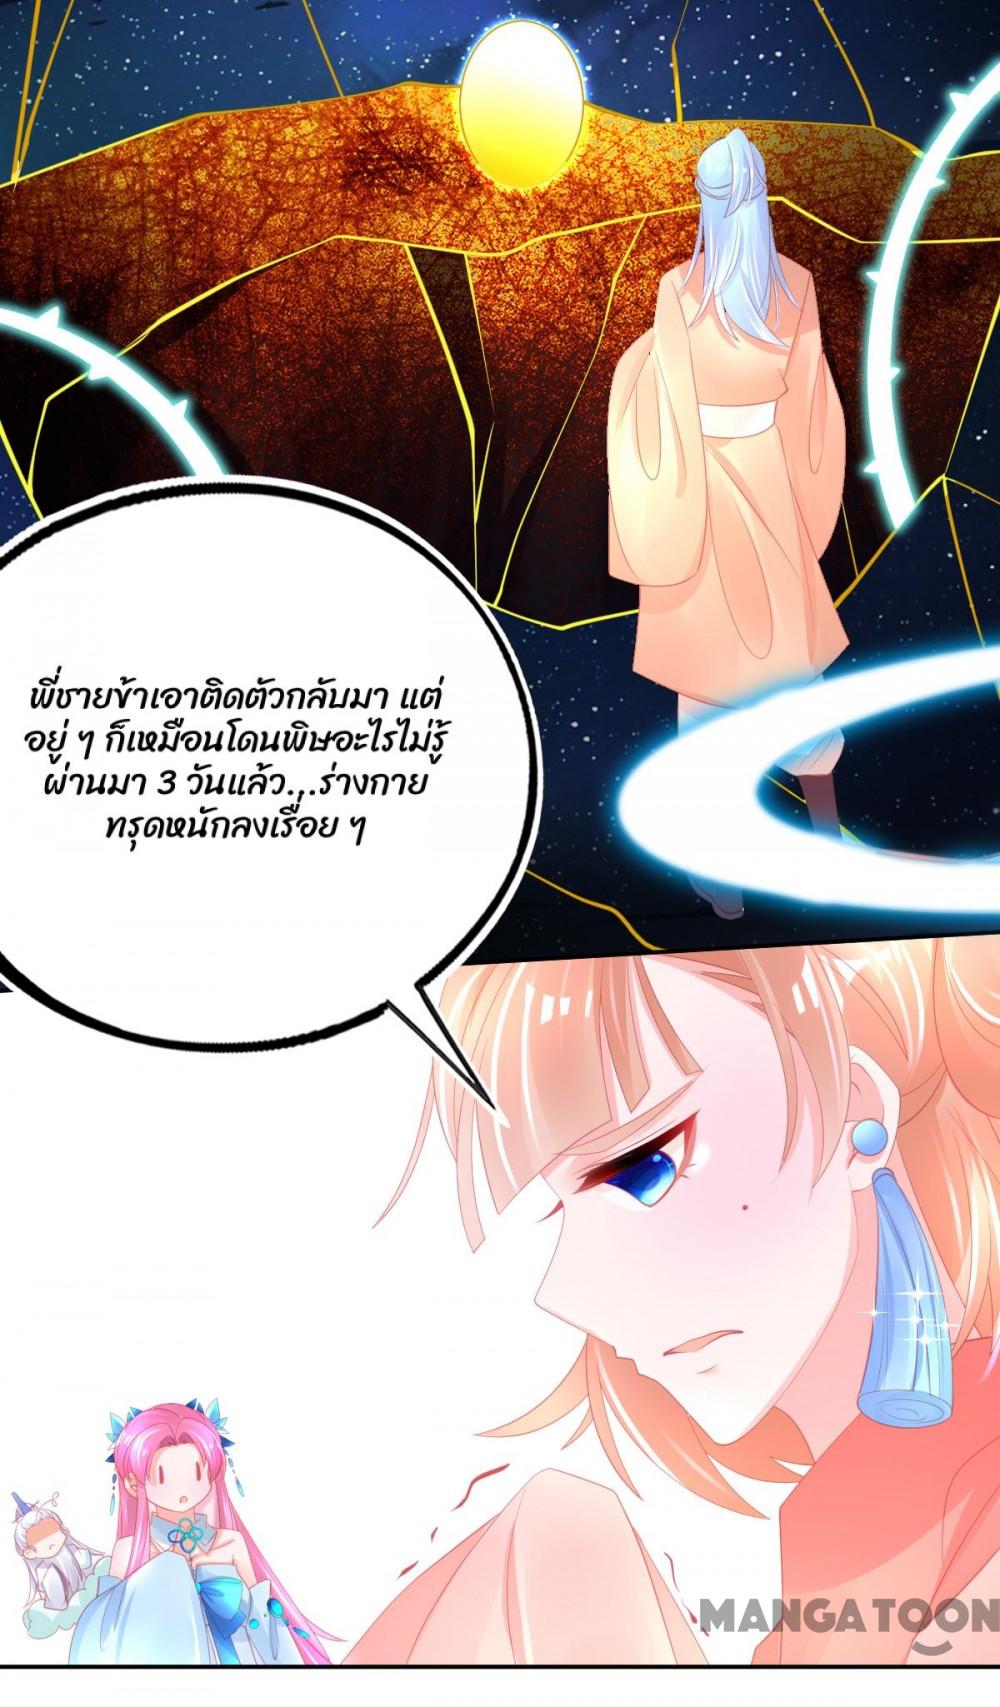 พี่ชายข้าเอาติดตัวกลับมา แต่
อยู่ ๆ ก็เหมือนโดนพิษอะไรไม่รู้
ผ่านมา 3 วันแล้ว...ร่างกาย
ทรุดหนักลงเรื่อย ๆ
MANGATOON